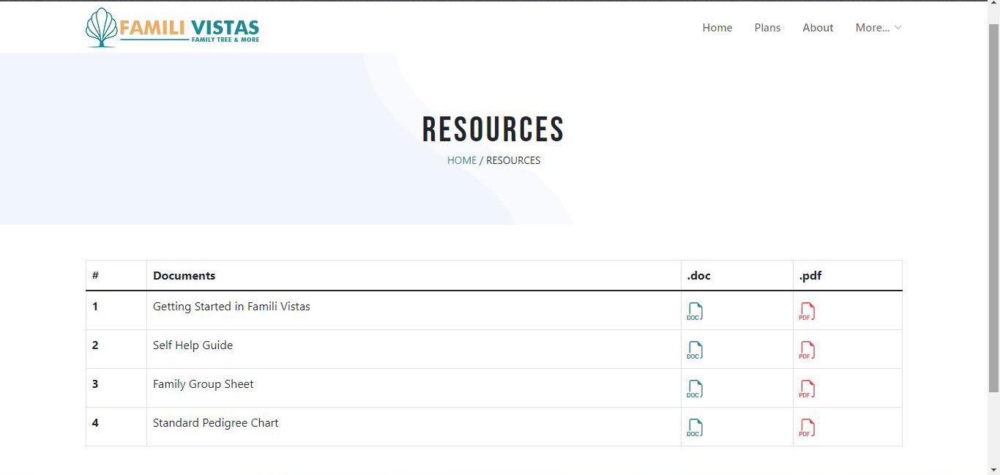 FAMILI VISTAS
FAMILY TREE & MORE
Home Plans About More...
RESOURCES
HOME / RESOURCES
# Documents .doc .pdf
1 Getting Started in Famili Vistas DOC PDF
2 Self Help Guide DOC PDF
3 Family Group Sheet DOC PDF
4 Standard Pedigree Chart DOC PDF